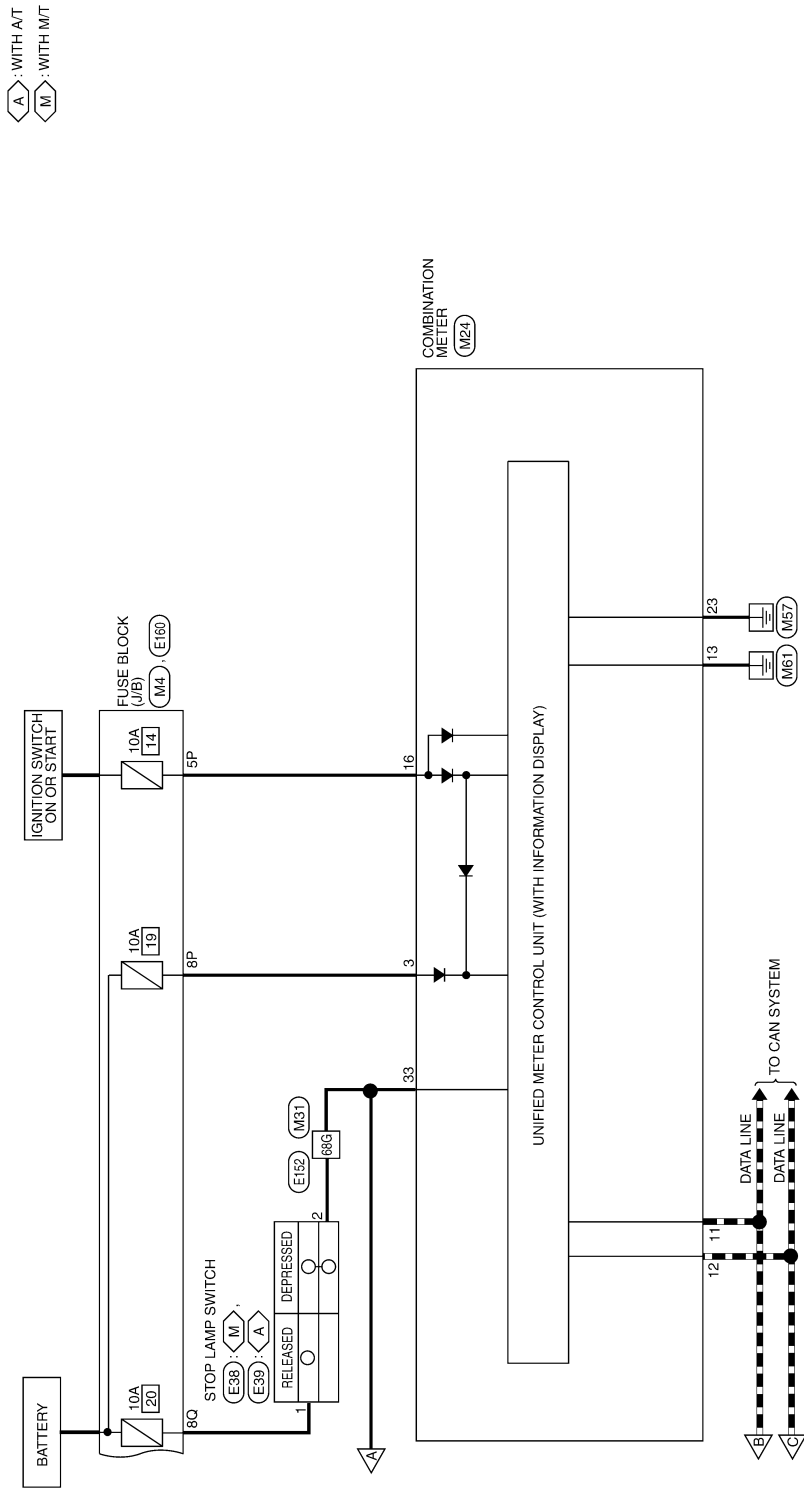 A : WITH A/T
M : WITH M/T
BATTERY
IGNITION SWITCH
ON OR START
10A
20
10A
19
10A
14
FUSE BLOCK
(J/B)
M4 , E160
8Q
8P
5P
STOP LAMP SWITCH
E38 : M ,
E39 : A
RELEASED
DEPRESSED
1
2
E152
M31
68G
A
33
3
16
COMBINATION
METER
M24
UNIFIED METER CONTROL UNIT (WITH INFORMATION DISPLAY)
12
11
13
23
M61
M57
DATA LINE
DATA LINE
TO CAN SYSTEM
B
C